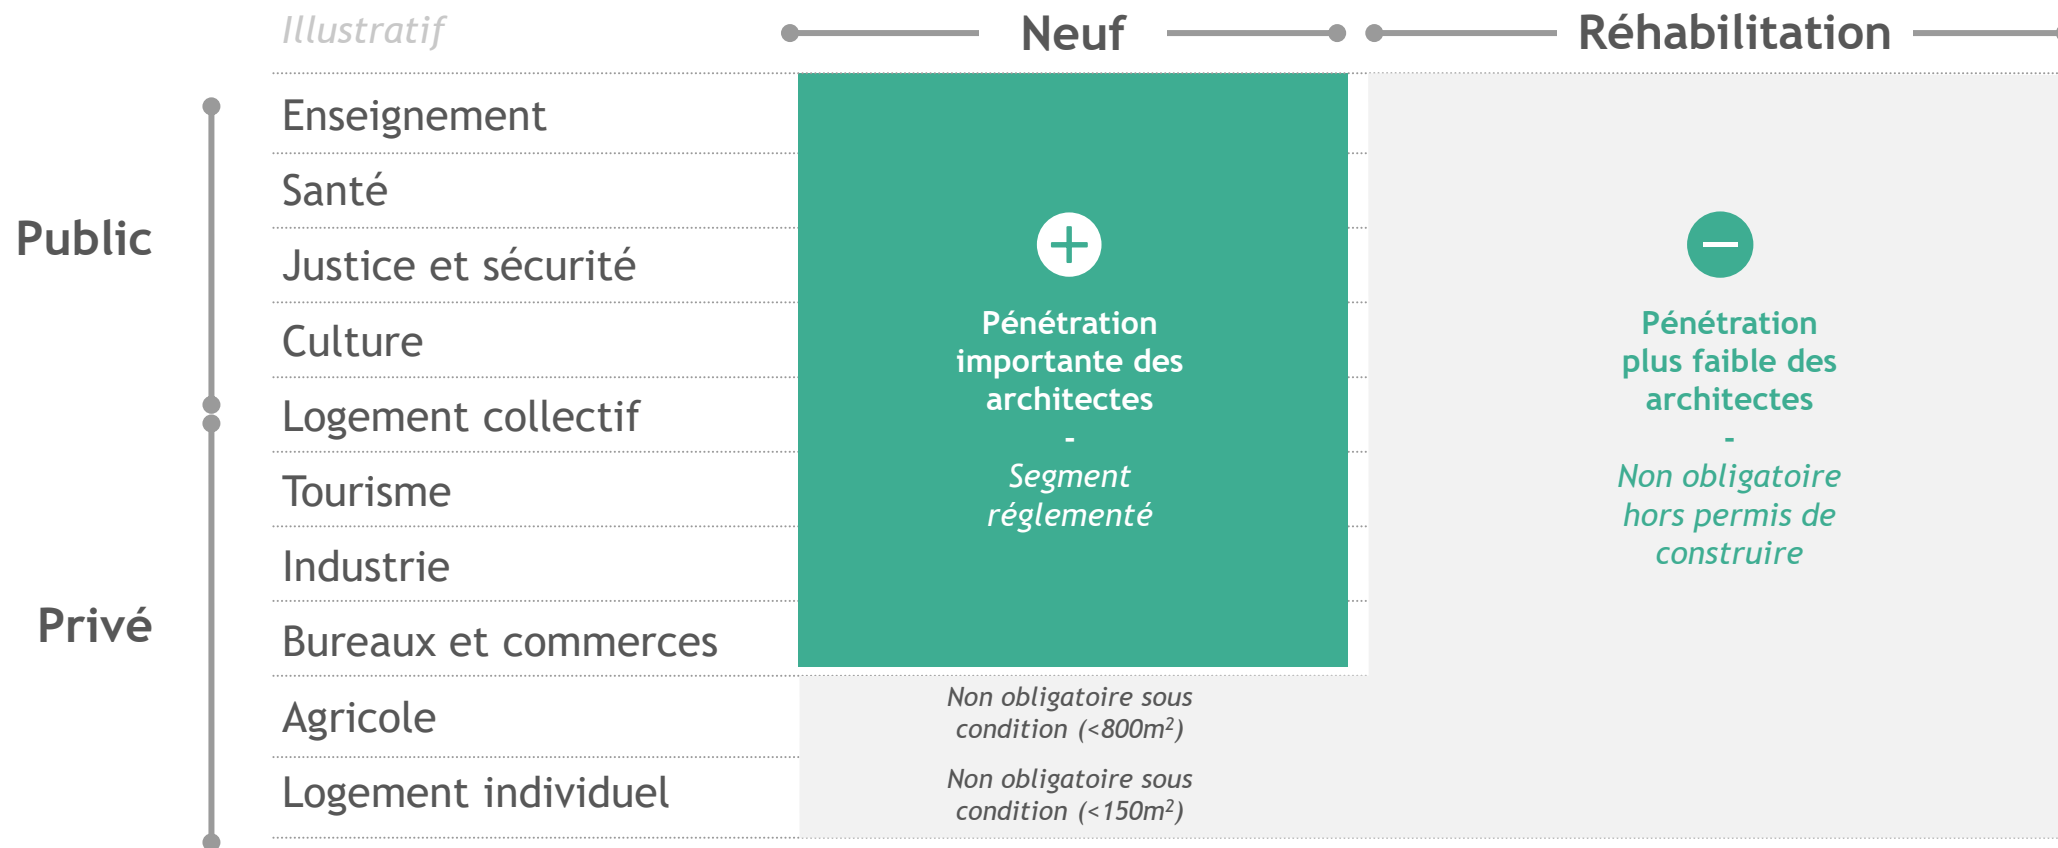 Illustratif
Neuf
Réhabilitation
Public
Privé
Enseignement
Santé
Justice et sécurité
Culture
Logement collectif
Tourisme
Industrie
Bureaux et commerces
Agricole
Logement individuel
Pénétration
importante des
architectes
-
Segment
réglementé
Non obligatoire sous
condition (<800m²)
Non obligatoire sous
condition (<150m²)
Pénétration
plus faible des
architectes
-
Non obligatoire
hors permis de
construire